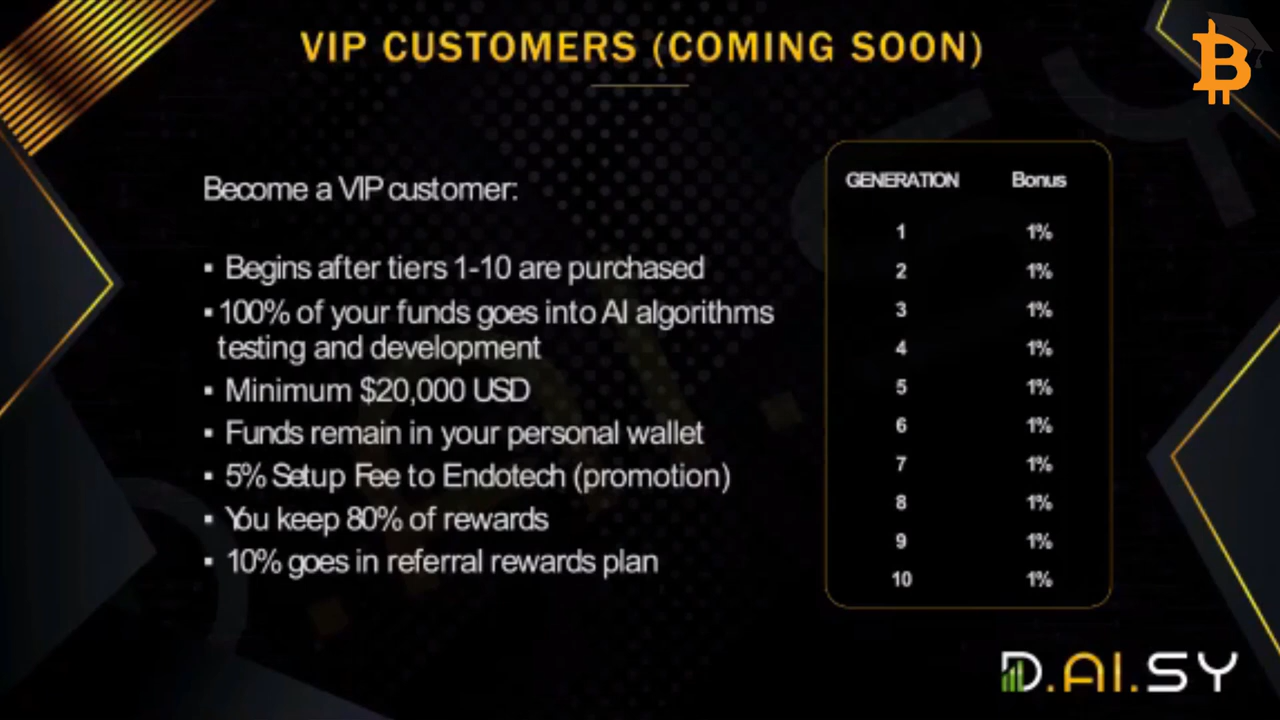 VIP CUSTOMERS (COMING SOON)
Become a VIP customer:
▪ Begins after tiers 1-10 are purchased
▪ 100% of your funds goes into AI algorithms
testing and development
▪ Minimum $20,000 USD
▪ Funds remain in your personal wallet
▪ 5% Setup Fee to Endotech (promotion)
▪ You keep 80% of rewards
▪ 10% goes in referral rewards plan
GENERATION Bonus
1 1%
2 1%
3 1%
4 1%
5 1%
6 1%
7 1%
8 1%
9 1%
10 1%
D.AI.SY